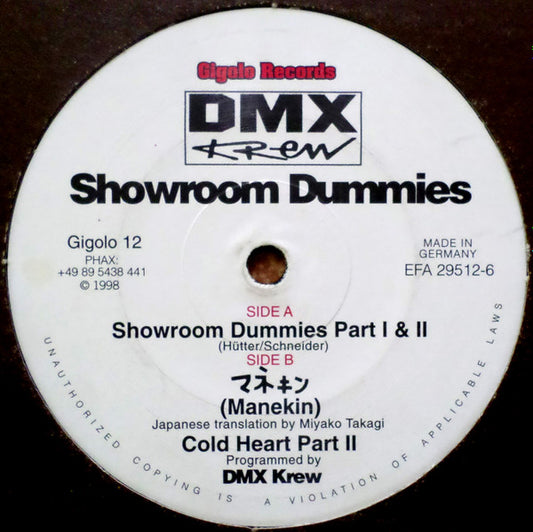 Gigolo Records
DMX
KREW
Showroom Dummies
Gigolo 12
PHAX:
+49 89 5438 441
© 1998
MADE IN
GERMANY
EFA 29512-6
SIDE A
Showroom Dummies Part I & II
(Hütter/Schneider)
SIDE B
マネキン
(Manekin)
Japanese translation by Miyako Takagi
Cold Heart Part II
Programmed by
DMX Krew
UNAUTHORIZED COPYING IS A VIOLATION OF APPLICABLE LAWS